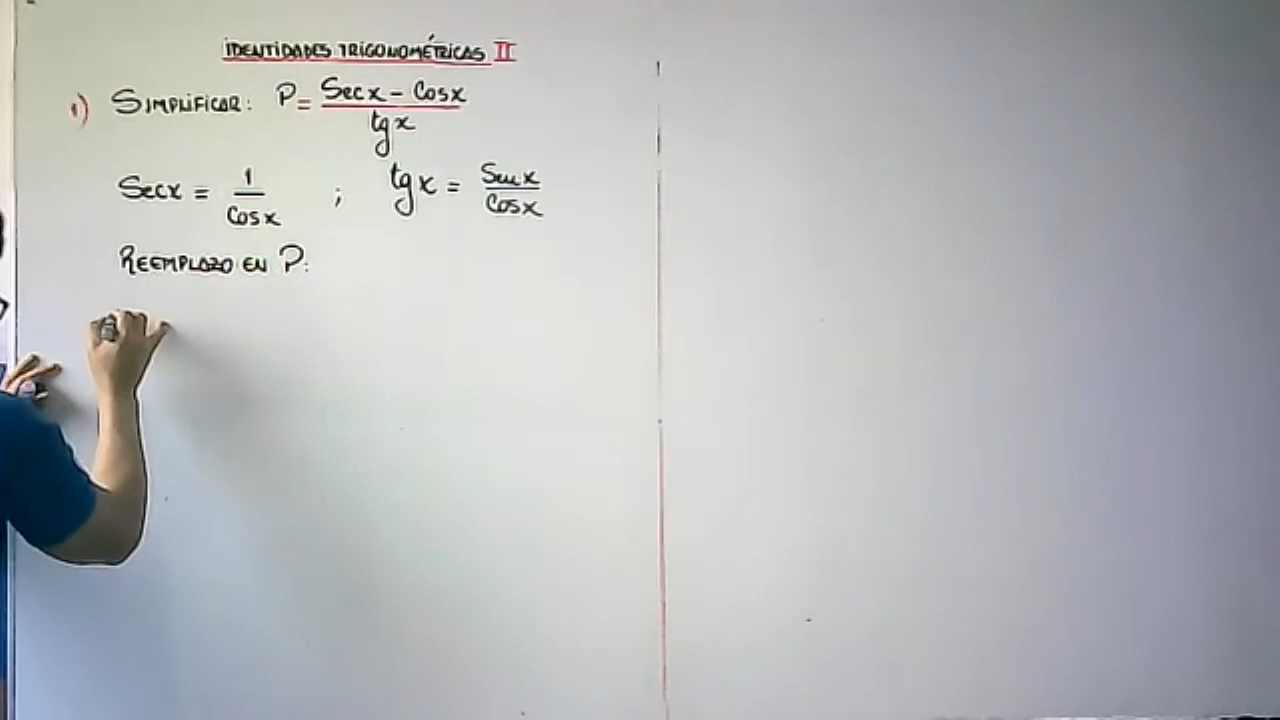 IDENTIDADES TRIGONOMÉTRICAS II
1) SIMPLIFICAR: P = (Secx - Cosx) / tgx
Secx = 1 / Cosx ; tgx = Senx / Cosx
REEMPLAZO EN P: